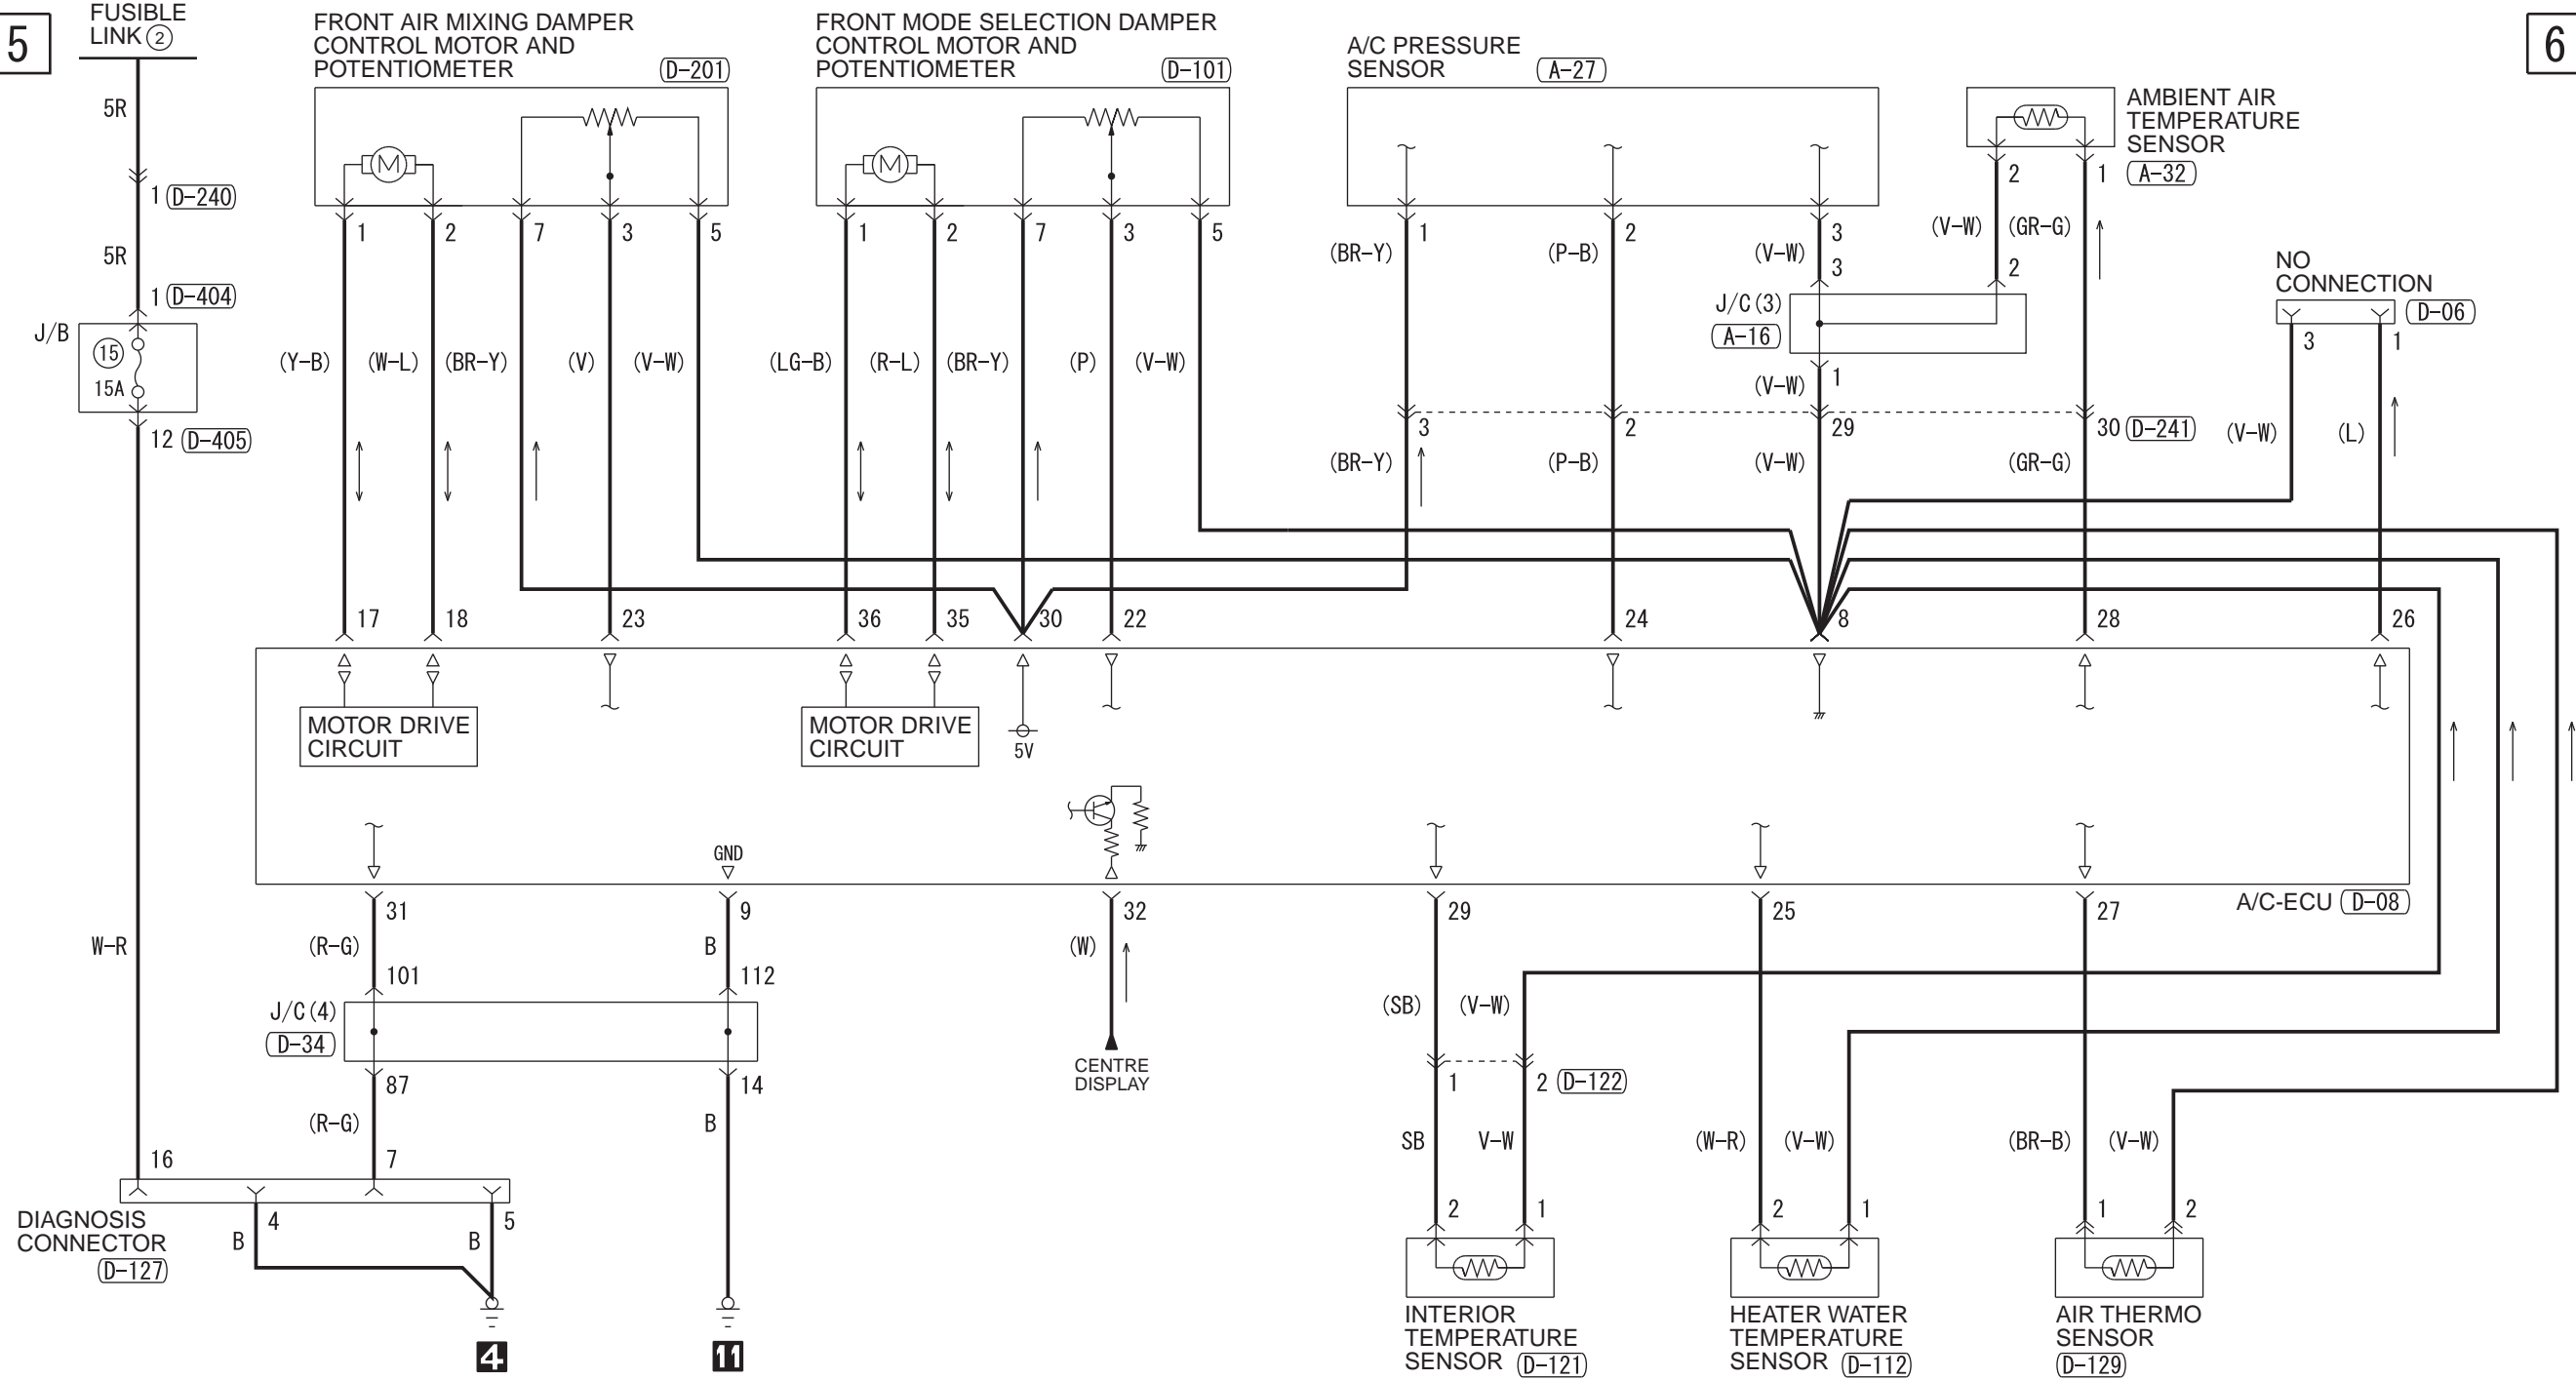 5
FUSIBLE
LINK ②
FRONT AIR MIXING DAMPER
CONTROL MOTOR AND
POTENTIOMETER
D-201
FRONT MODE SELECTION DAMPER
CONTROL MOTOR AND
POTENTIOMETER
D-101
A/C PRESSURE
SENSOR
A-27
AMBIENT AIR
TEMPERATURE
SENSOR
A-32
6
5R
1 D-240
5R
1 D-404
J/B
15
15A
12 D-405
M
M
1 2 7 3 5
1 2 7 3 5
1 2 3
2 1
(BR-Y) (P-B) (V-W)
(V-W) (GR-G)
3 2
NO
CONNECTION
D-06
J/C(3)
A-16
3 1
(Y-B) (W-L) (BR-Y) (V) (V-W)
(LG-B) (R-L) (BR-Y) (P) (V-W)
(V-W) 1
3 2 29 30 D-241
(V-W) (L)
(BR-Y) (P-B) (V-W) (GR-G)
17 18 23 36 35 30 22 24 8 28 26
MOTOR DRIVE
CIRCUIT
MOTOR DRIVE
CIRCUIT
5V
GND
A/C-ECU D-08
31 9 32 29 25 27
W-R
(R-G) B (W)
101 112
J/C(4)
D-34
(SB) (V-W)
CENTRE
DISPLAY
87 14
1 2 D-122
(R-G) B
SB V-W (W-R) (V-W) (BR-B) (V-W)
16 7
2 1 2 1 1 2
DIAGNOSIS
CONNECTOR
D-127
4 5
B B
INTERIOR
TEMPERATURE
SENSOR D-121
HEATER WATER
TEMPERATURE
SENSOR D-112
AIR THERMO
SENSOR
D-129
4
11